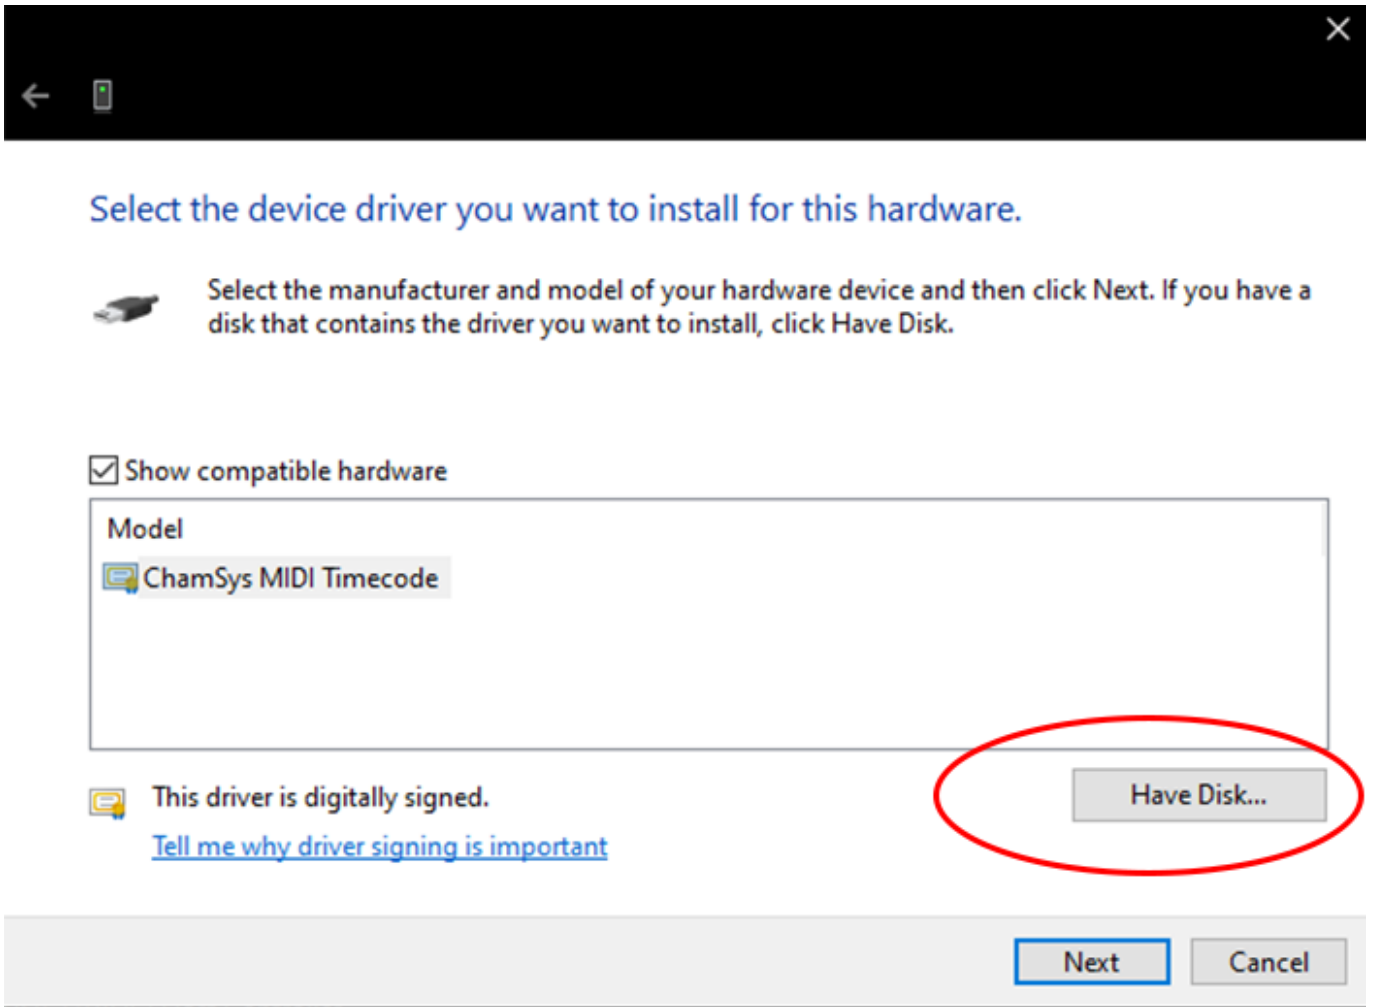 Select the device driver you want to install for this hardware.
Select the manufacturer and model of your hardware device and then click Next. If you have a
disk that contains the driver you want to install, click Have Disk.
Show compatible hardware
Model
ChamSys MIDI Timecode
This driver is digitally signed.
Have Disk...
Tell me why driver signing is important
Next
Cancel